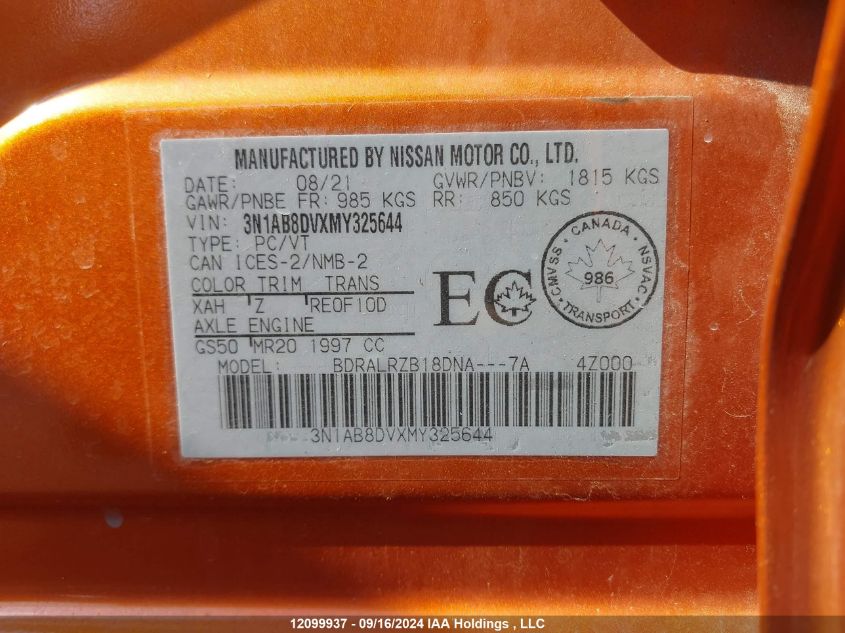 MANUFACTURED BY NISSAN MOTOR CO., LTD.
DATE: 08/21 GVWR/PNBV: 1815 KGS
GAWR/PNBE FR: 985 KGS RR: 850 KGS
VIN: 3N1AB8DVXMY325644
TYPE: PC/VT
CAN ICES-2/NMB-2
COLOR TRIM TRANS
XAH Z RE0F10D
AXLE ENGINE
GS50 MR20 1997 CC
EC
CANADA
CMVSS · NSVAC
986
TRANSPORT
MODEL: BDRALRZB18DNA---7A 4Z000
3N1AB8DVXMY325644
12099937 - 09/16/2024 IAA Holdings , LLC